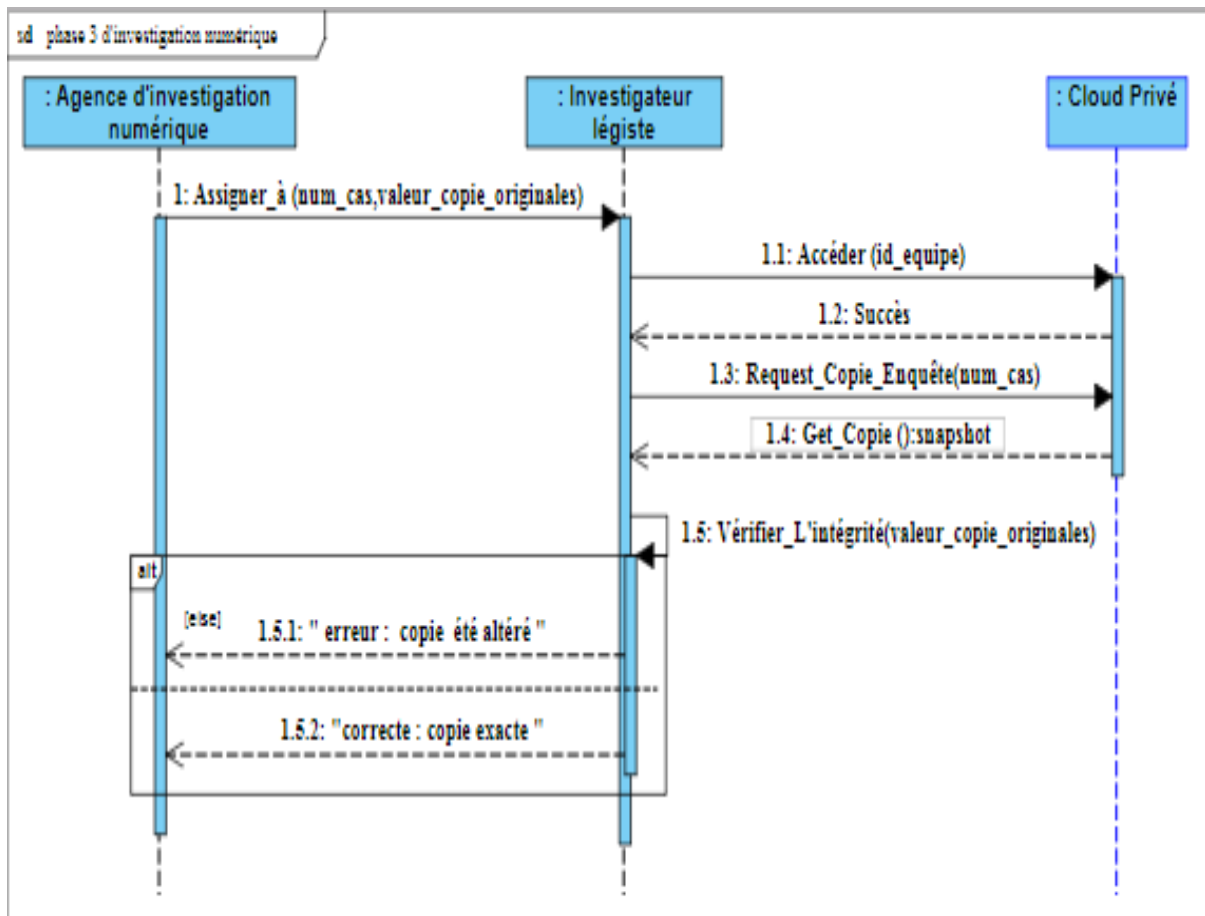 sd phase 3 d'investigation numérique
: Agence d'investigation
numérique
: Investigateur
légiste
: Cloud Privé
1: Assigner_à (num_cas,valeur_copie_originales)
1.1: Accéder (id_equipe)
1.2: Succès
1.3: Request_Copie_Enquête(num_cas)
1.4: Get_Copie ():snapshot
1.5: Vérifier_L'intégrité(valeur_copie_originales)
alt
[else]
1.5.1: " erreur : copie été altéré "
1.5.2: "correcte : copie exacte "